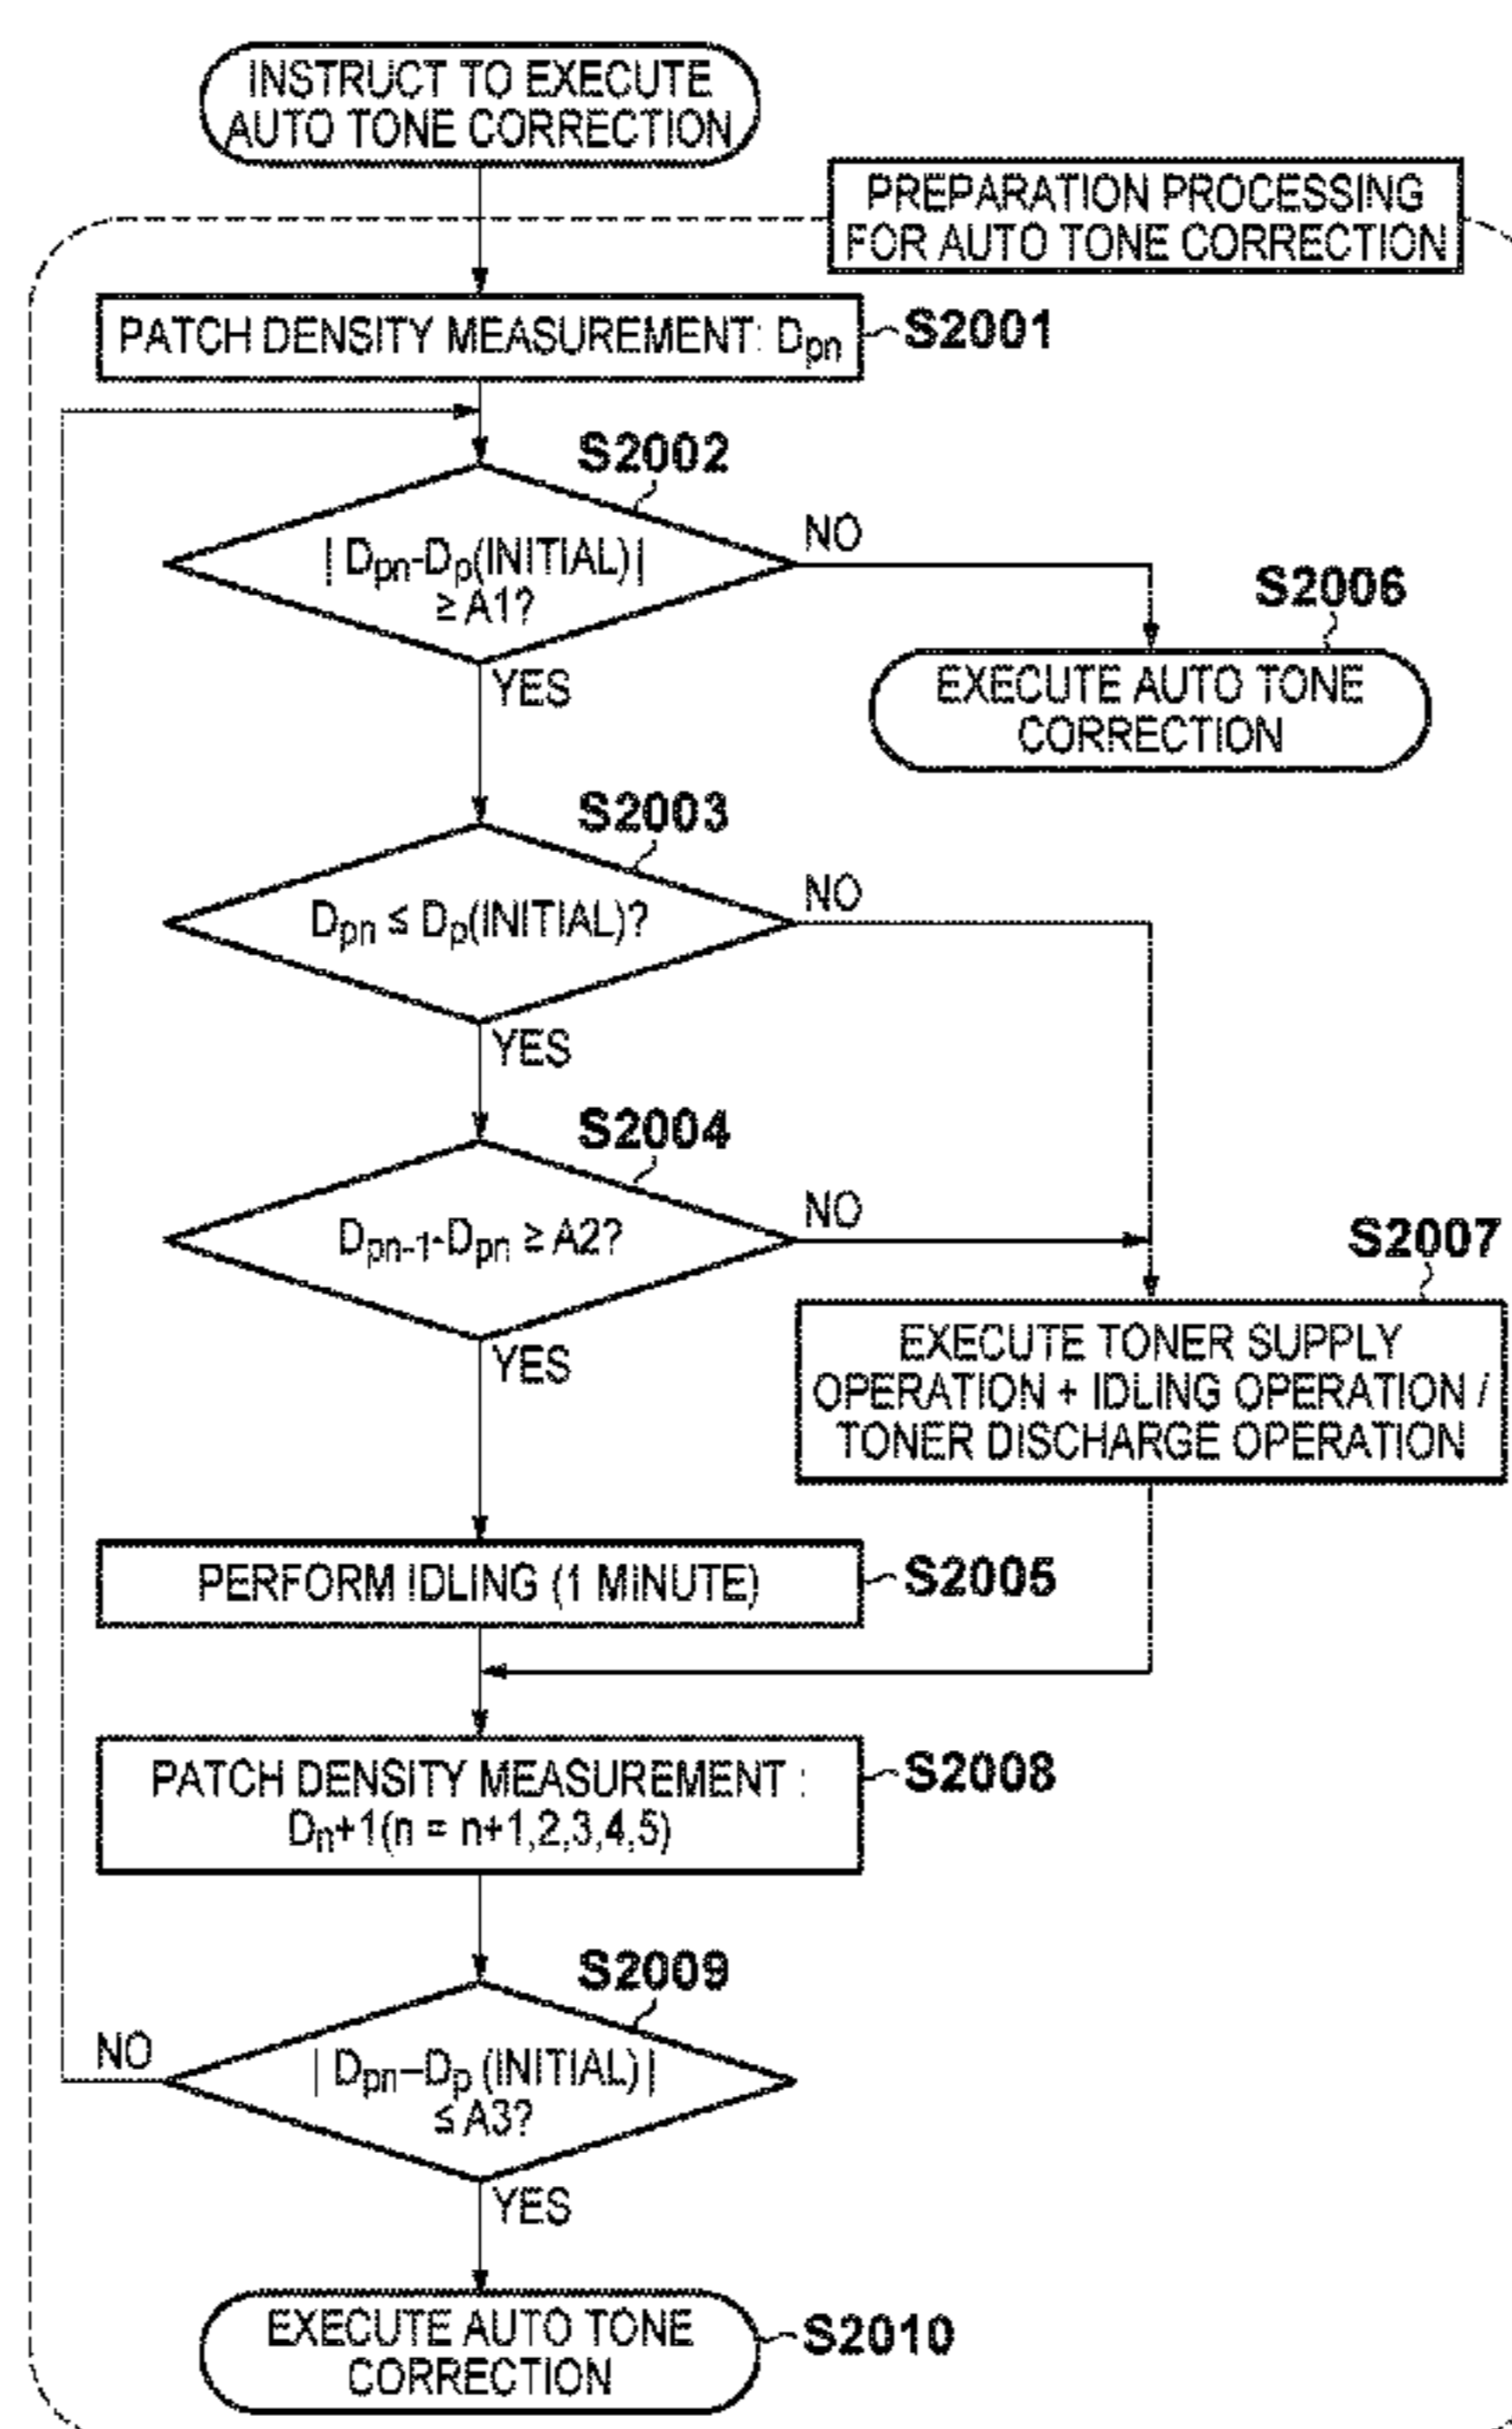 INSTRUCT TO EXECUTE
AUTO TONE CORRECTION
PREPARATION PROCESSING
FOR AUTO TONE CORRECTION
PATCH DENSITY MEASUREMENT: Dpn
S2001
S2002
| Dpn-Dp(INITIAL) |
≥ A1?
NO
YES
S2006
EXECUTE AUTO TONE
CORRECTION
S2003
Dpn ≤ Dp(INITIAL)?
NO
YES
S2004
Dpn-1-Dpn ≥ A2?
NO
YES
S2007
EXECUTE TONER SUPPLY
OPERATION + IDLING OPERATION /
TONER DISCHARGE OPERATION
PERFORM IDLING (1 MINUTE)
S2005
PATCH DENSITY MEASUREMENT :
Dn+1(n = n+1,2,3,4,5)
S2008
S2009
| Dpn–Dp (INITIAL) |
≤ A3?
NO
YES
EXECUTE AUTO TONE
CORRECTION
S2010